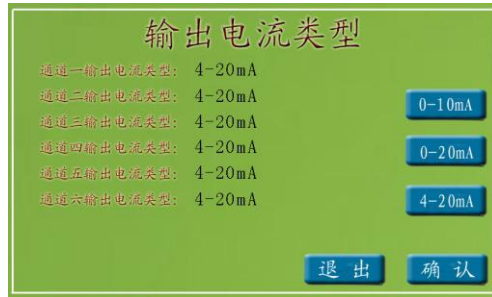 输出电流类型
通道一输出电流类型: 4-20mA
通道二输出电流类型: 4-20mA
通道三输出电流类型: 4-20mA
通道四输出电流类型: 4-20mA
通道五输出电流类型: 4-20mA
通道六输出电流类型: 4-20mA
0-10mA
0-20mA
4-20mA
退出 确认